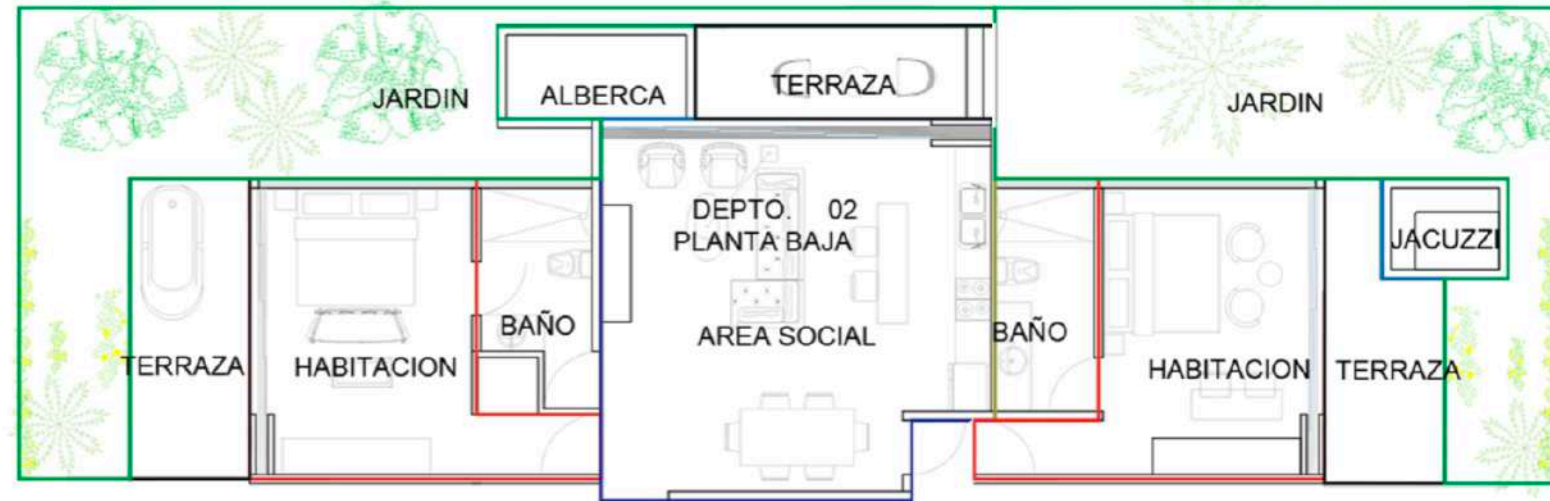 JARDIN
ALBERCA
TERRAZA
JARDIN
DEPTO. 02
PLANTA BAJA
JACUZZI
BAÑO
AREA SOCIAL
BAÑO
TERRAZA
HABITACION
HABITACION
TERRAZA